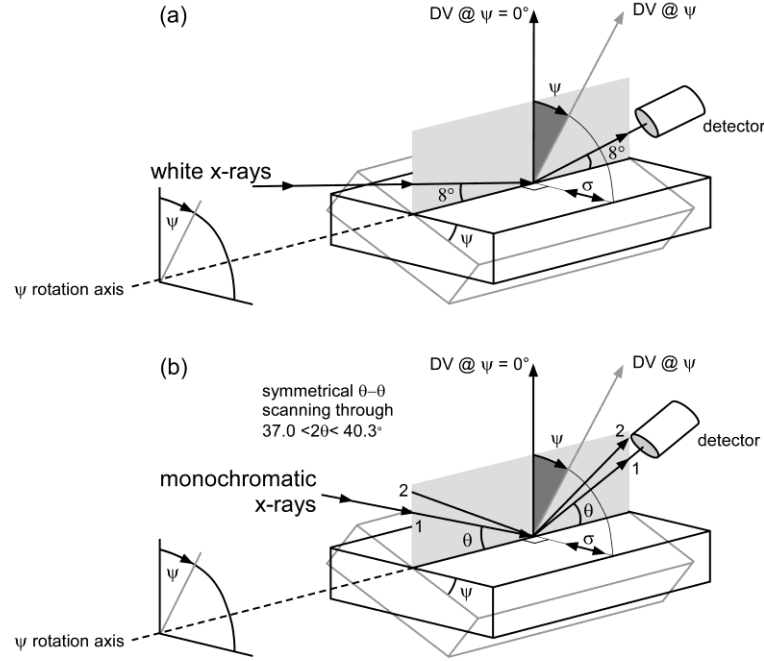 (a)
DV @ ψ = 0°
DV @ ψ
ψ
detector
8°
white x-rays
8°
σ
ψ
ψ
ψ rotation axis
(b)
DV @ ψ = 0°
DV @ ψ
symmetrical θ–θ
scanning through
37.0 <2θ< 40.3°
ψ
2
detector
1
monochromatic
x-rays
2
1
θ
θ
σ
ψ
ψ
ψ rotation axis